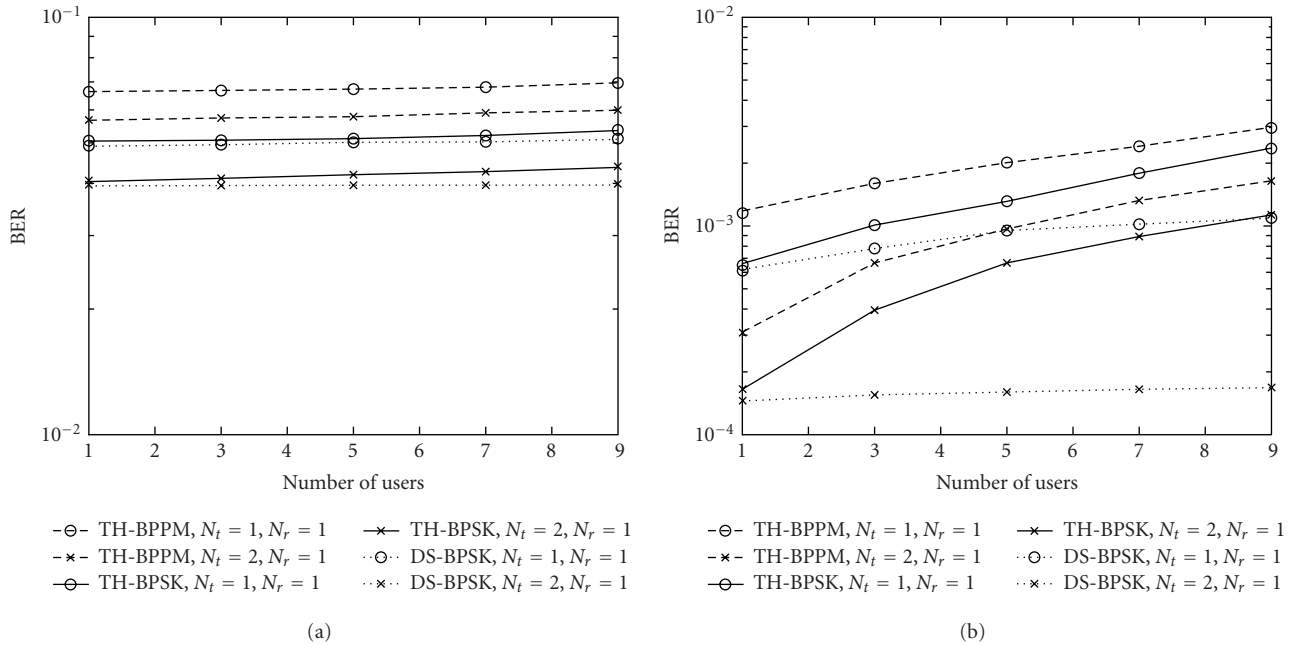 10^{-1}
BER
10^{-2}
1 2 3 4 5 6 7 8 9
Number of users
TH-BPPM, N_t = 1, N_r = 1
TH-BPPM, N_t = 2, N_r = 1
TH-BPSK, N_t = 1, N_r = 1
TH-BPSK, N_t = 2, N_r = 1
DS-BPSK, N_t = 1, N_r = 1
DS-BPSK, N_t = 2, N_r = 1
(a)
10^{-2}
10^{-3}
BER
10^{-4}
1 2 3 4 5 6 7 8 9
Number of users
TH-BPPM, N_t = 1, N_r = 1
TH-BPPM, N_t = 2, N_r = 1
TH-BPSK, N_t = 1, N_r = 1
TH-BPSK, N_t = 2, N_r = 1
DS-BPSK, N_t = 1, N_r = 1
DS-BPSK, N_t = 2, N_r = 1
(b)